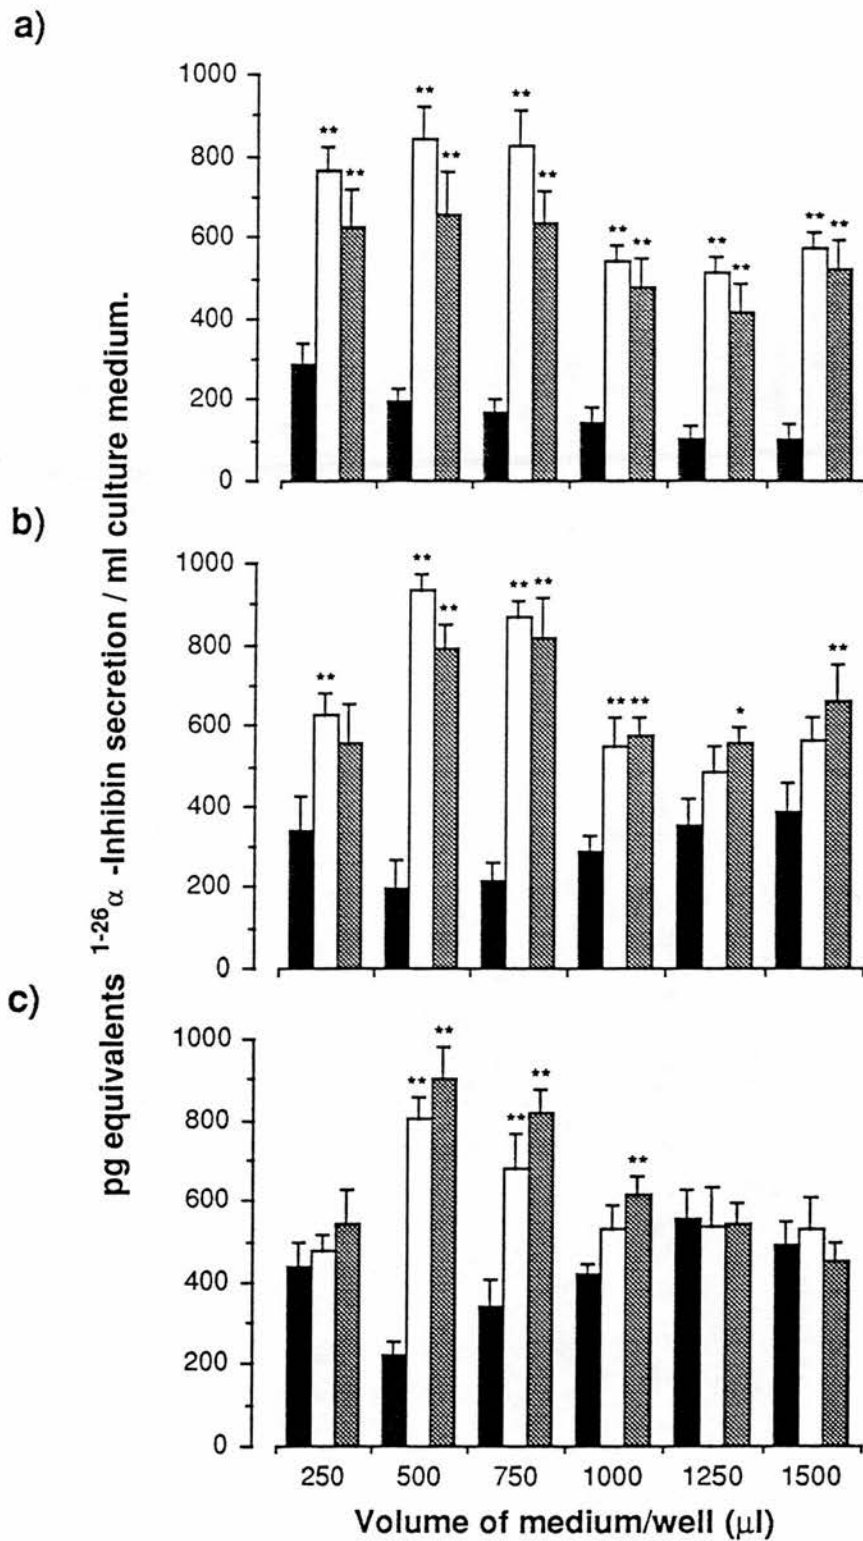 a)
pg equivalents 1-26α -Inhibin secretion / ml culture medium.
1000
800
600
400
200
0
** ** ** ** ** ** ** ** ** ** ** **
b)
1000
800
600
400
200
0
** ** ** ** ** ** ** * **
c)
1000
800
600
400
200
0
** ** ** ** **
250 500 750 1000 1250 1500
Volume of medium/well (μl)